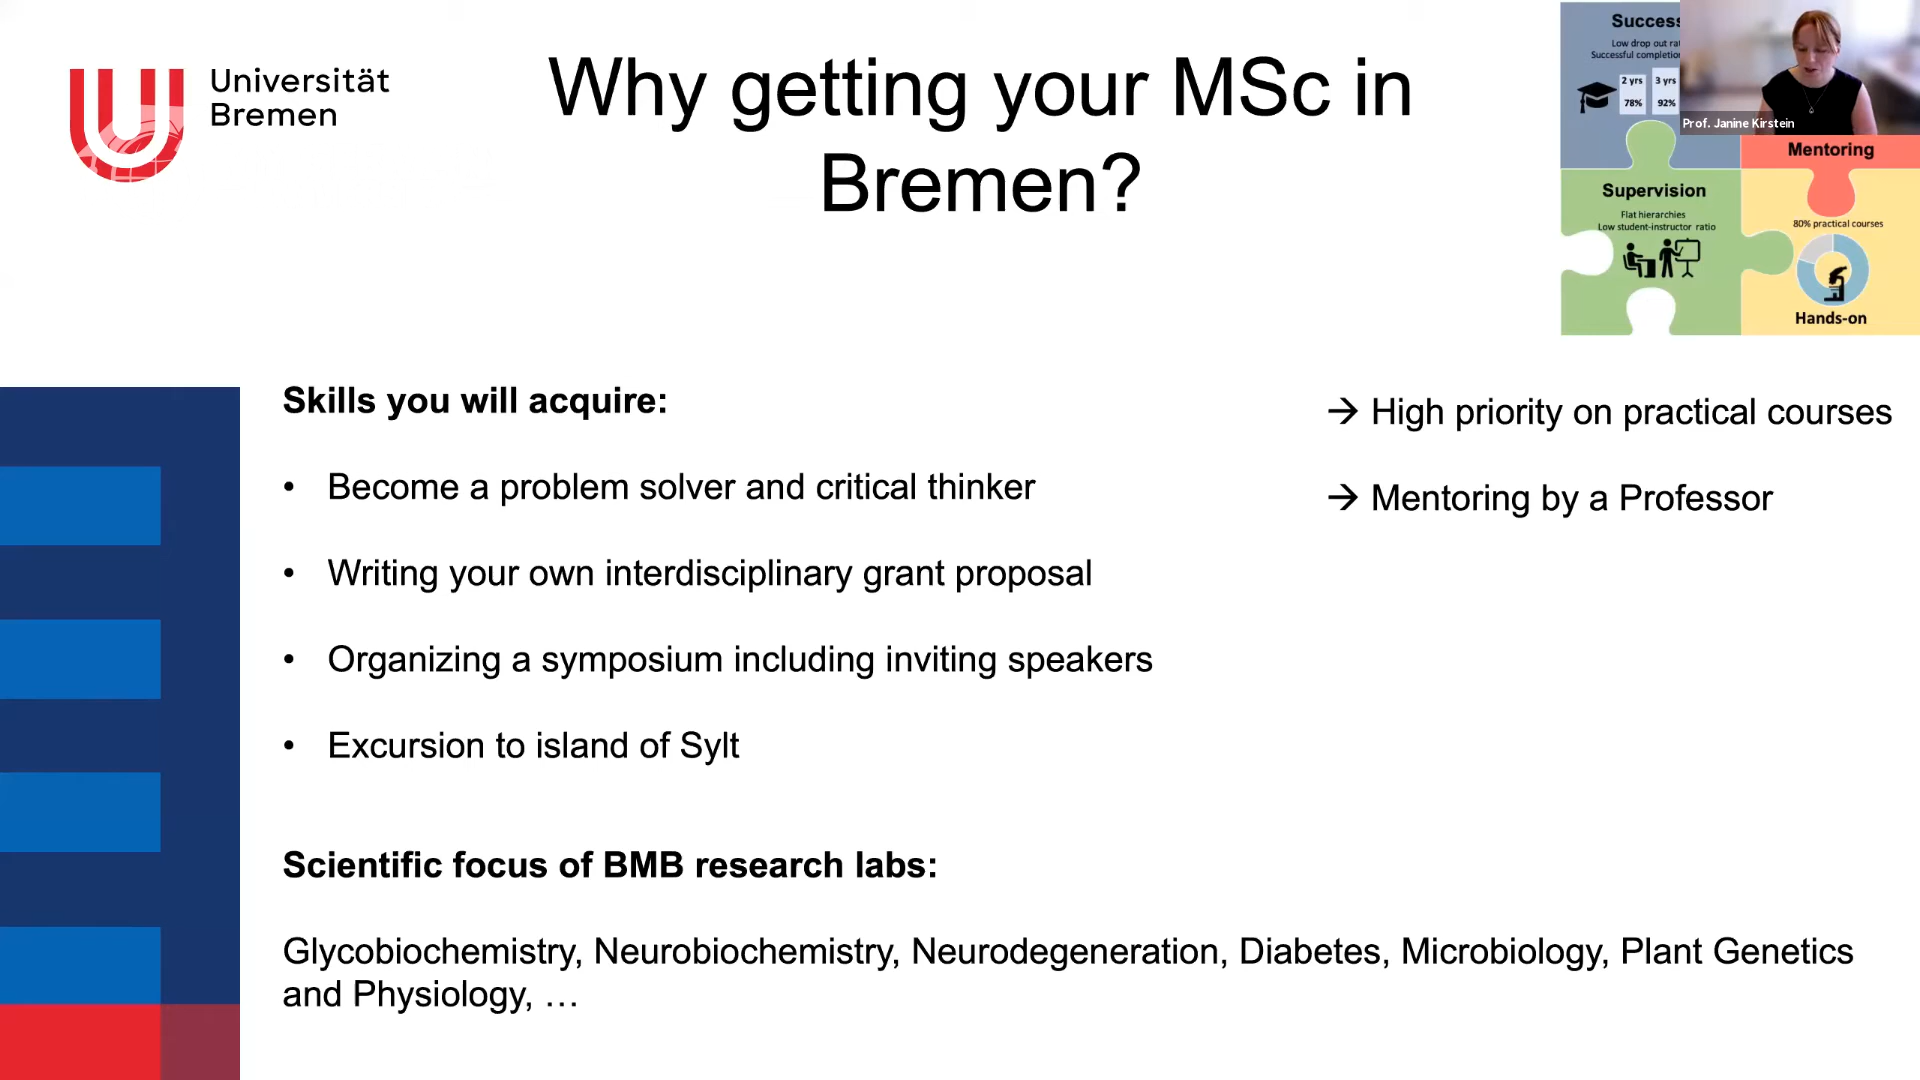 Universität
Bremen
Why getting your MSc in
Bremen?
Low drop out
2 yrs 3 yrs
78% 92%
Prof. Janine Kirstein
Mentoring
Supervision
Flat hierarchies
Low student-instructor ratio
80% practical courses
Hands-on
Skills you will acquire:
• Become a problem solver and critical thinker
• Writing your own interdisciplinary grant proposal
• Organizing a symposium including inviting speakers
• Excursion to island of Sylt
→ High priority on practical courses
→ Mentoring by a Professor
Scientific focus of BMB research labs:
Glycobiochemistry, Neurobiochemistry, Neurodegeneration, Diabetes, Microbiology, Plant Genetics
and Physiology, …